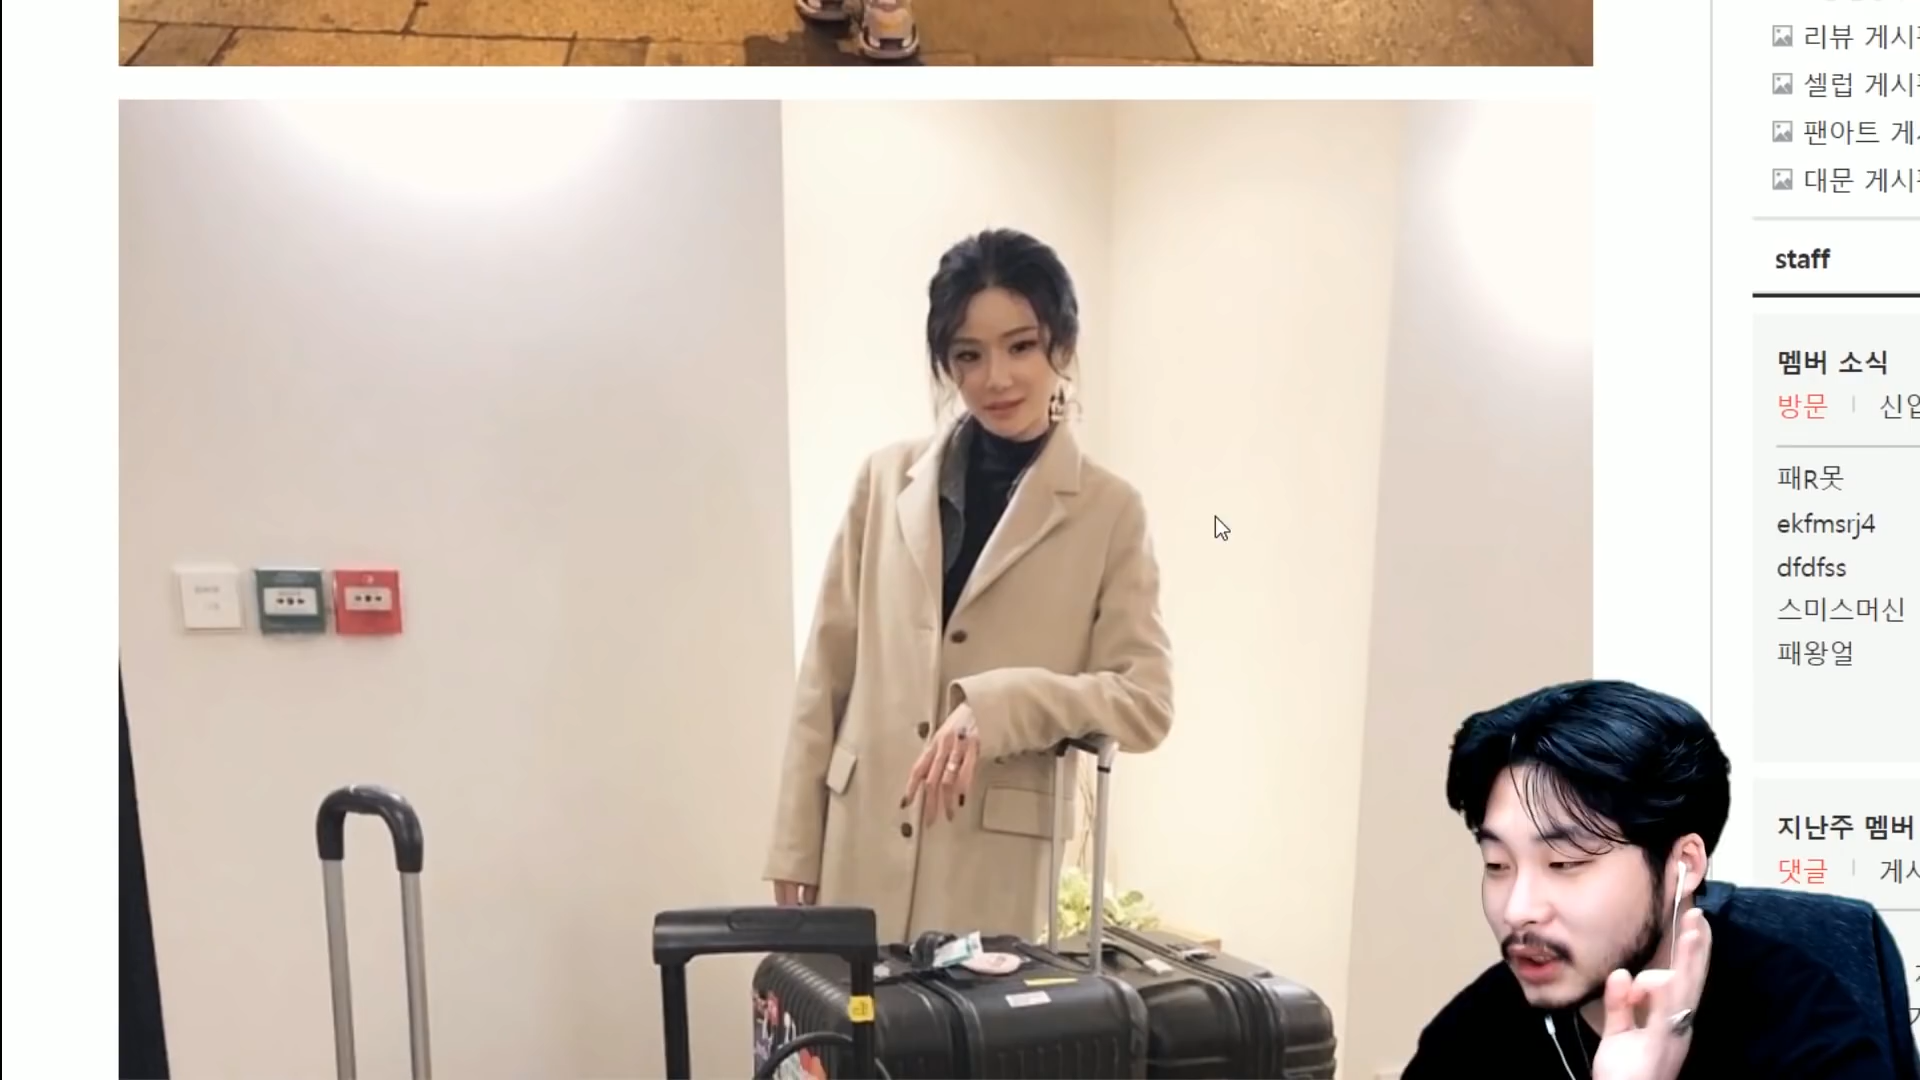 리뷰 게시
셀럽 게시
팬아트 게
대문 게시
staff
멤버 소식
방문
패R못
ekfmsrj4
dfdfss
스미스머신
패왕얼
지난주 멤버
댓글
게시